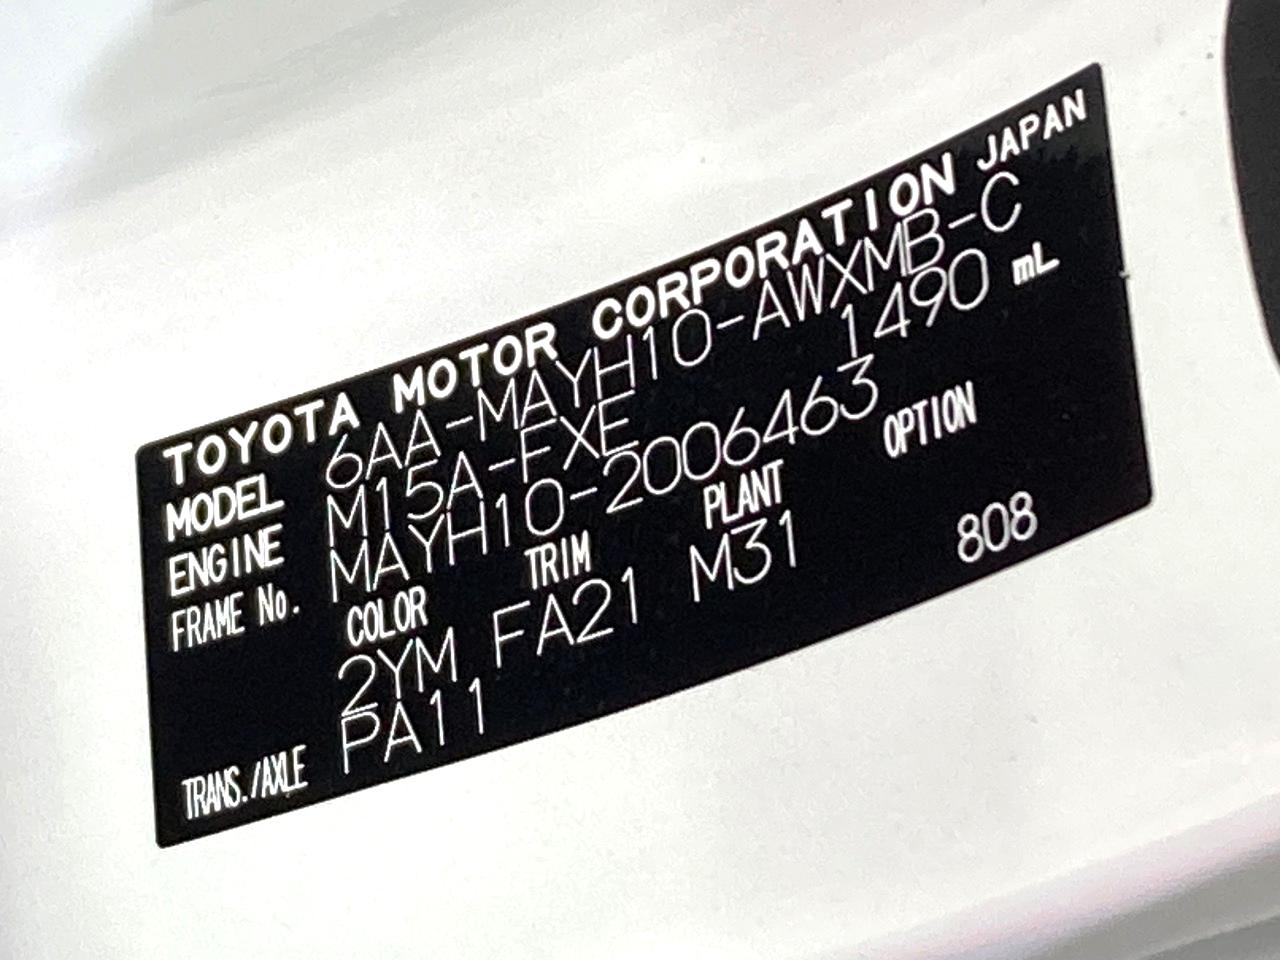 TOYOTA MOTOR CORPORATION JAPAN
MODEL 6AA-MAYH10-AWXMB-C
ENGINE M15A-FXE 1490 mL
FRAME No. MAYH10-2006463
COLOR TRIM PLANT OPTION
2YM FA21 M31 808
TRANS./AXLE PA11